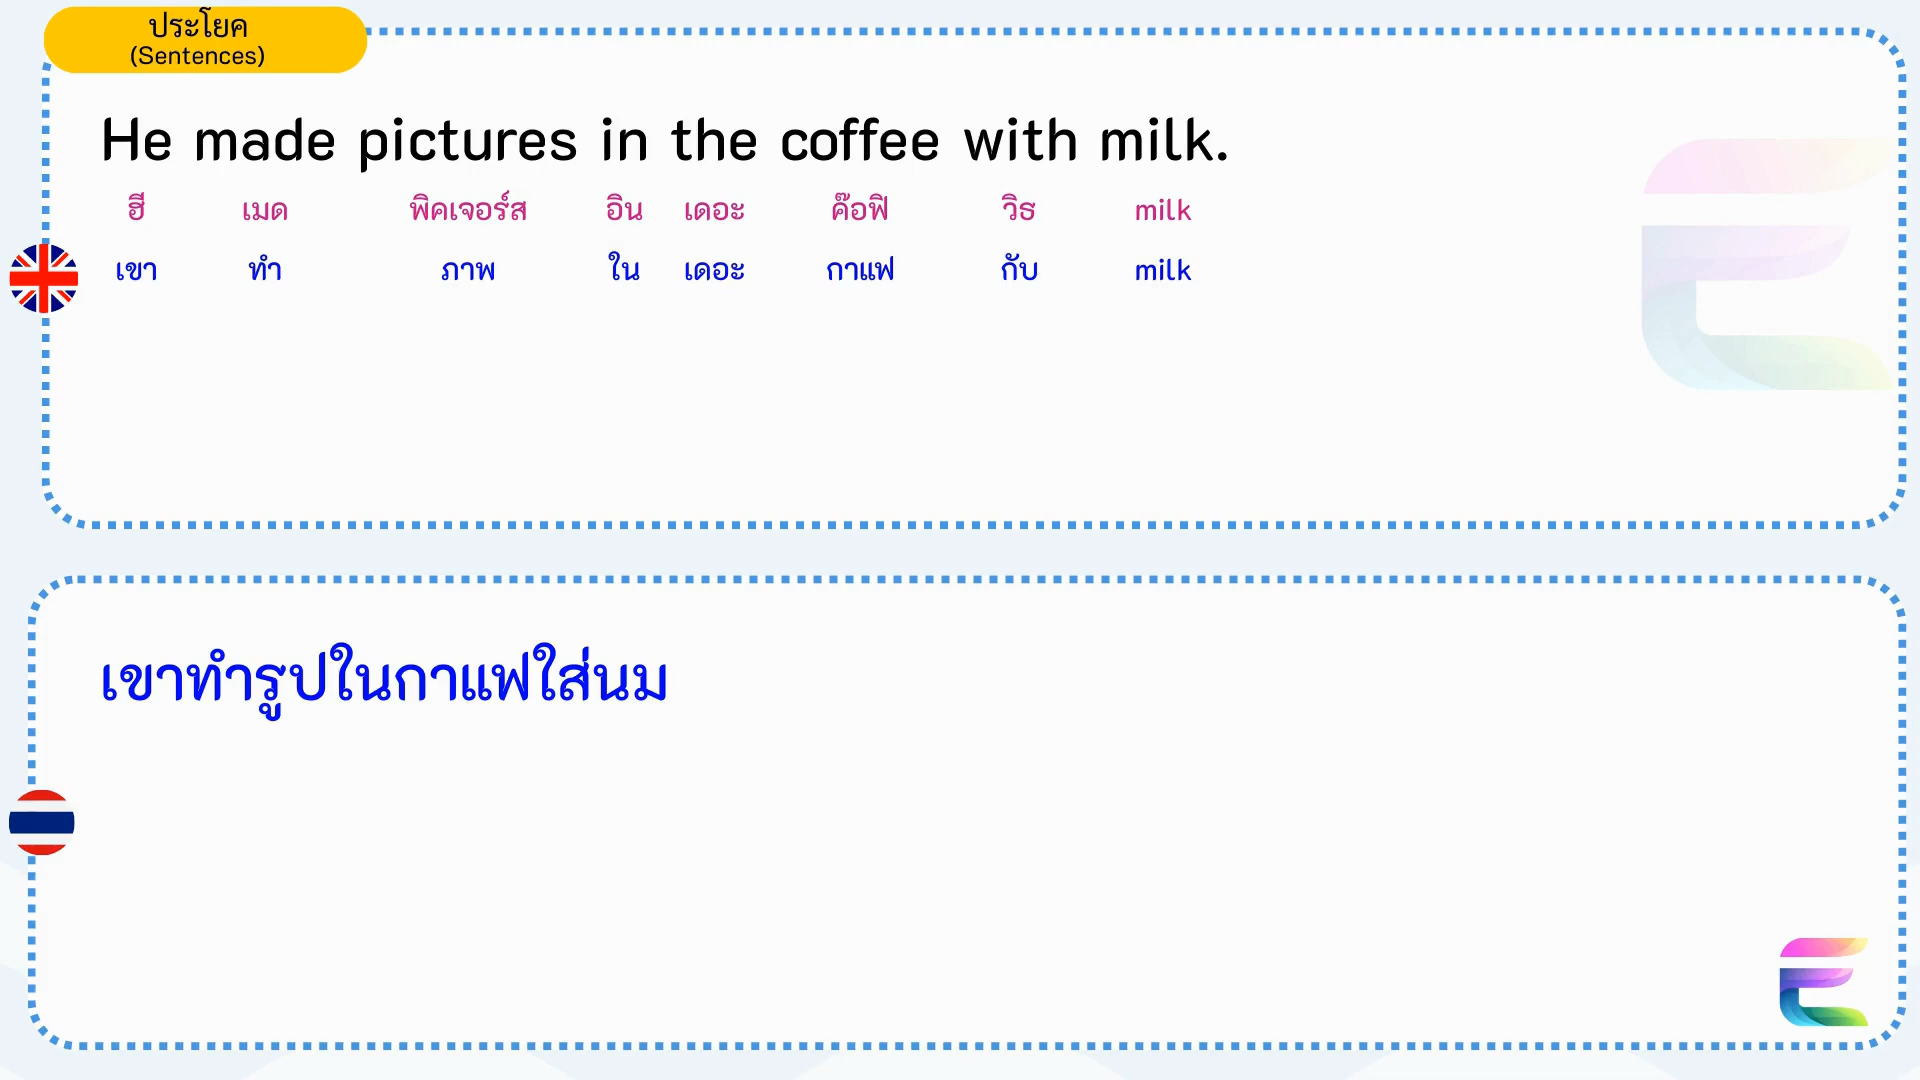 ประโยค
(Sentences)
He made pictures in the coffee with milk.
ฮี เมด พิคเจอร์ส อิน เดอะ ค๊อฟิ วิธ milk
เขา ทำ ภาพ ใน เดอะ กาแฟ กับ milk
เขาทำรูปในกาแฟใส่นม